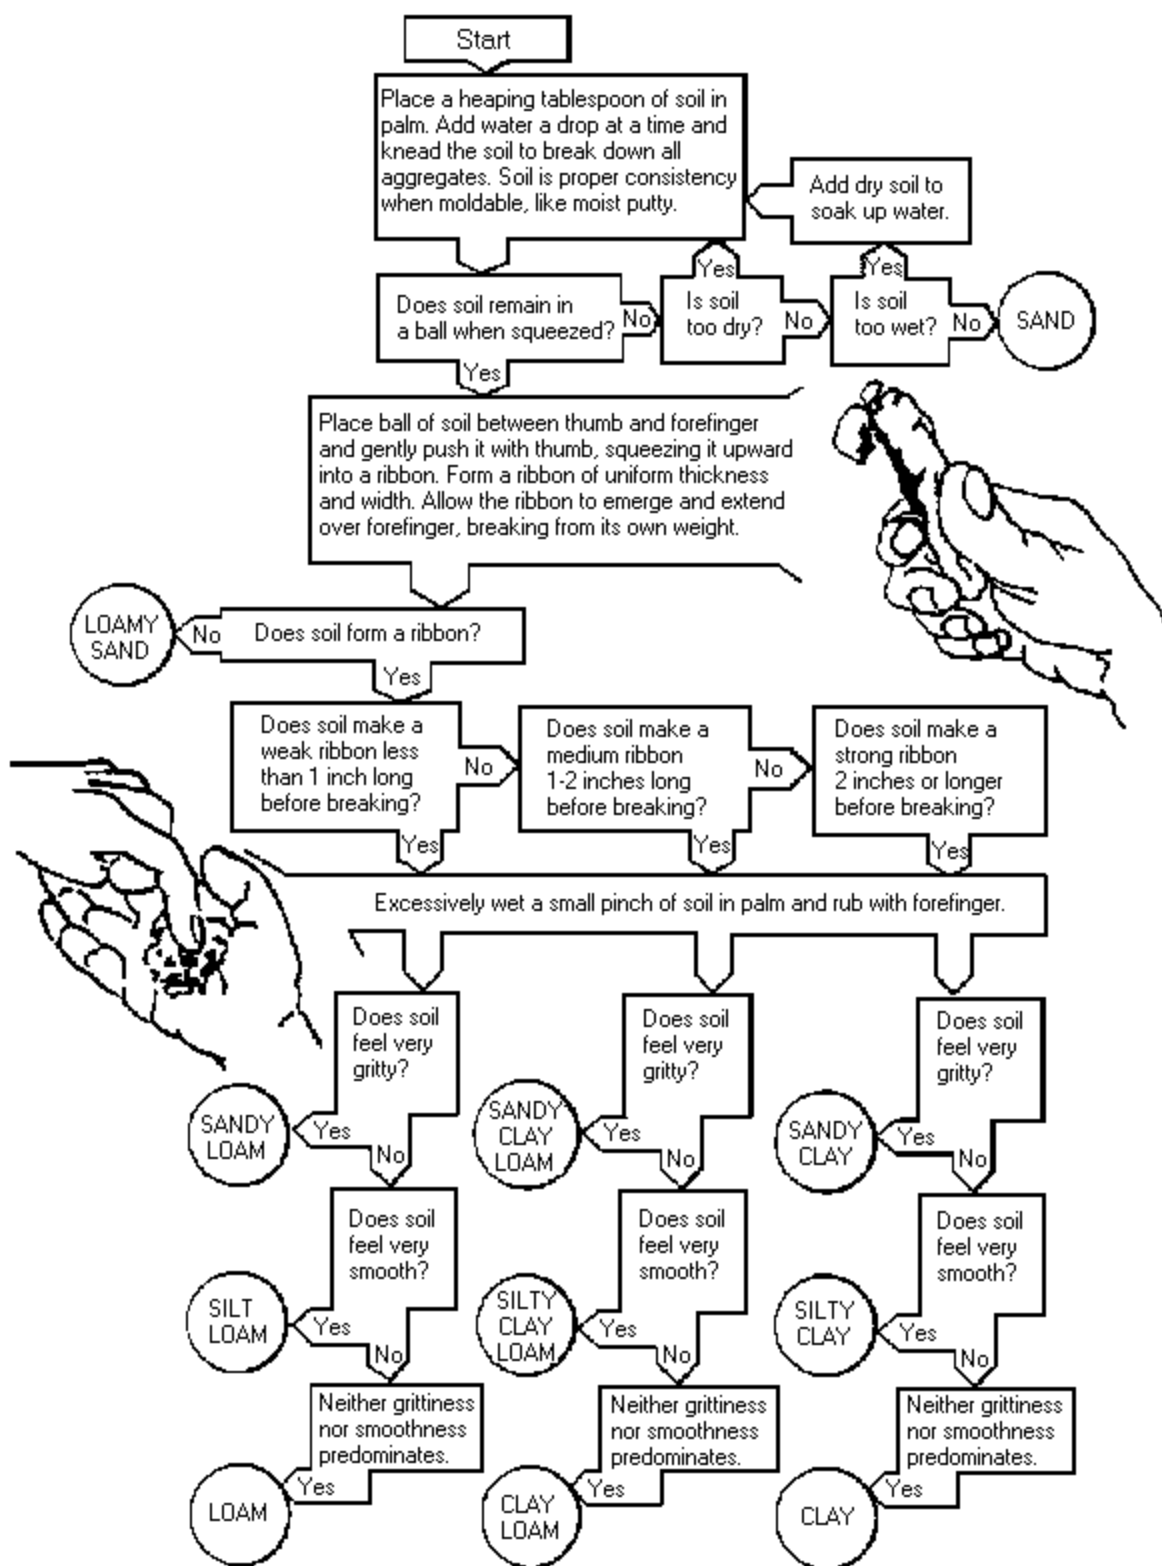 Start
Place a heaping tablespoon of soil in
palm. Add water a drop at a time and
knead the soil to break down all
aggregates. Soil is proper consistency
when moldable, like moist putty.
Add dry soil to
soak up water.
Yes
Yes
Does soil remain in
a ball when squeezed?
No
Is soil
too dry?
No
Is soil
too wet?
No
SAND
Yes
Place ball of soil between thumb and forefinger
and gently push it with thumb, squeezing it upward
into a ribbon. Form a ribbon of uniform thickness
and width. Allow the ribbon to emerge and extend
over forefinger, breaking from its own weight.
LOAMY
SAND
No
Does soil form a ribbon?
Yes
Does soil make a
weak ribbon less
than 1 inch long
before breaking?
No
Does soil make a
medium ribbon
1-2 inches long
before breaking?
No
Does soil make a
strong ribbon
2 inches or longer
before breaking?
Yes
Yes
Yes
Excessively wet a small pinch of soil in palm and rub with forefinger.
Does soil
feel very
gritty?
Does soil
feel very
gritty?
Does soil
feel very
gritty?
SANDY
LOAM
Yes
No
SANDY
CLAY
LOAM
Yes
No
SANDY
CLAY
Yes
No
Does soil
feel very
smooth?
Does soil
feel very
smooth?
Does soil
feel very
smooth?
SILT
LOAM
Yes
No
SILTY
CLAY
LOAM
Yes
No
SILTY
CLAY
Yes
No
Neither grittiness
nor smoothness
predominates.
Neither grittiness
nor smoothness
predominates.
Neither grittiness
nor smoothness
predominates.
LOAM
Yes
CLAY
LOAM
Yes
CLAY
Yes